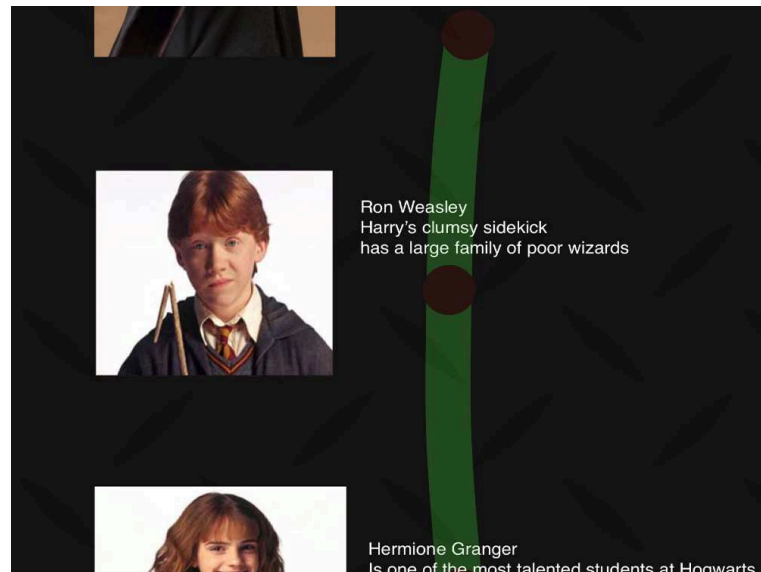 Ron Weasley
Harry's clumsy sidekick
has a large family of poor wizards
Hermione Granger
Is one of the most talented students at Hogwarts